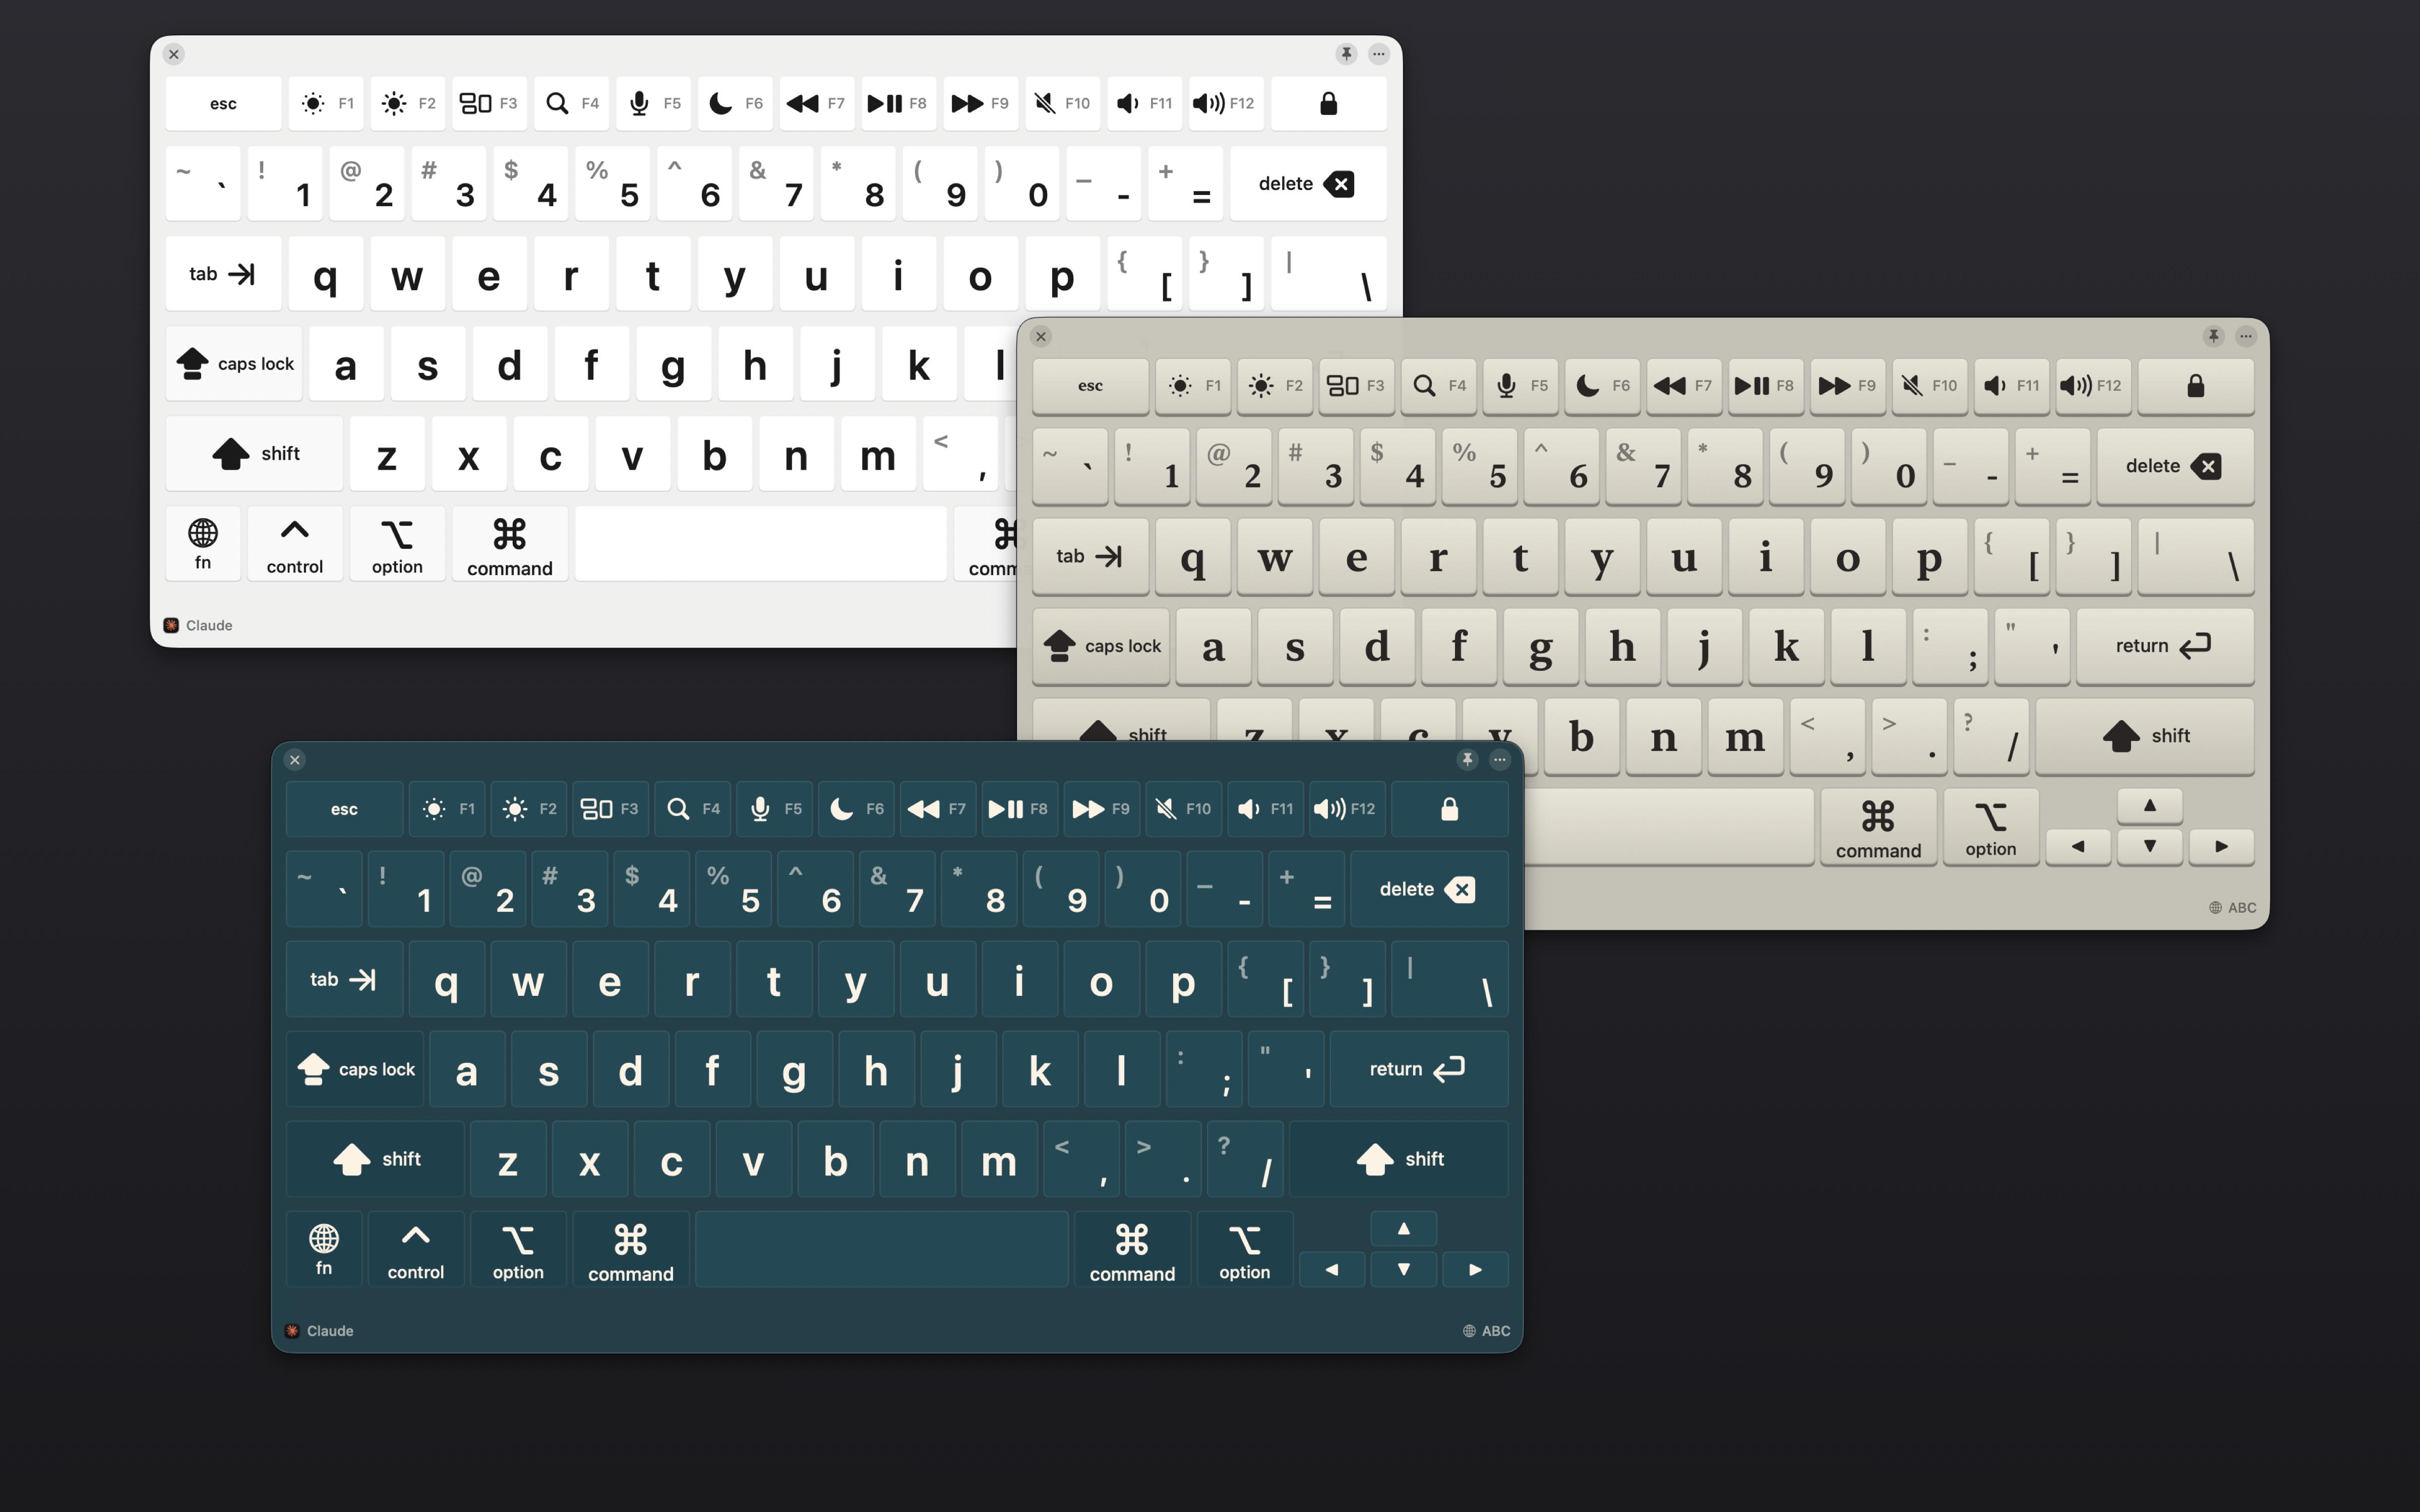 esc F1 F2 F3 F4 F5 F6 F7 F8 F9 F10 F11 F12
~ ` ! 1 @ 2 # 3 $ 4 % 5 ^ 6 & 7 * 8 ( 9 ) 0 _ - + = delete
tab q w e r t y u i o p { [ } ] | \
caps lock a s d f g h j k l
shift z x c v b n m < ,
fn control option command
Claude
esc F1 F2 F3 F4 F5 F6 F7 F8 F9 F10 F11 F12
~ ` ! 1 @ 2 # 3 $ 4 % 5 ^ 6 & 7 * 8 ( 9 ) 0 _ - + = delete
tab q w e r t y u i o p { [ } ] | \
caps lock a s d f g h j k l : ; " ' return
shift z x c v b n m < , > . ? / shift
command option
ABC
esc F1 F2 F3 F4 F5 F6 F7 F8 F9 F10 F11 F12
~ ` ! 1 @ 2 # 3 $ 4 % 5 ^ 6 & 7 * 8 ( 9 ) 0 _ - + = delete
tab q w e r t y u i o p { [ } ] | \
caps lock a s d f g h j k l : ; " ' return
shift z x c v b n m < , > . ? / shift
fn control option command command option
Claude ABC